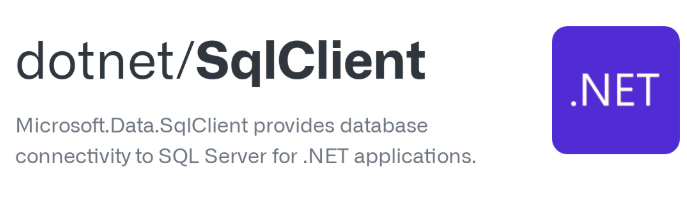 dotnet/SqlClient
.NET
Microsoft.Data.SqlClient provides database
connectivity to SQL Server for .NET applications.